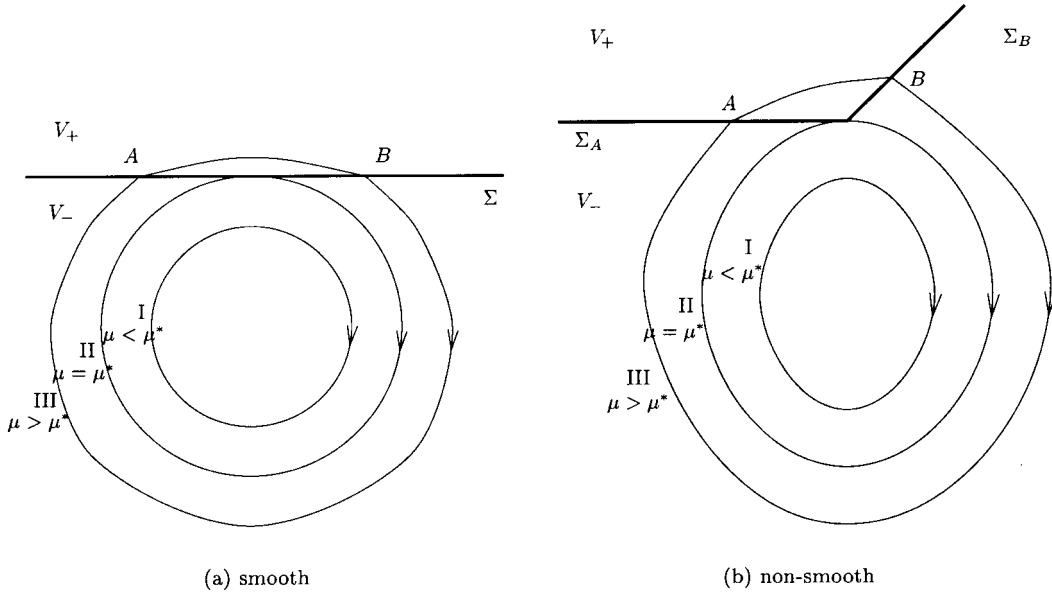 V₊
A
B
V₋
Σ
I
μ < μ*
II
μ = μ*
III
μ > μ*
(a) smooth
V₊
Σ_B
B
A
Σ_A
V₋
I
μ < μ*
II
μ = μ*
III
μ > μ*
(b) non-smooth